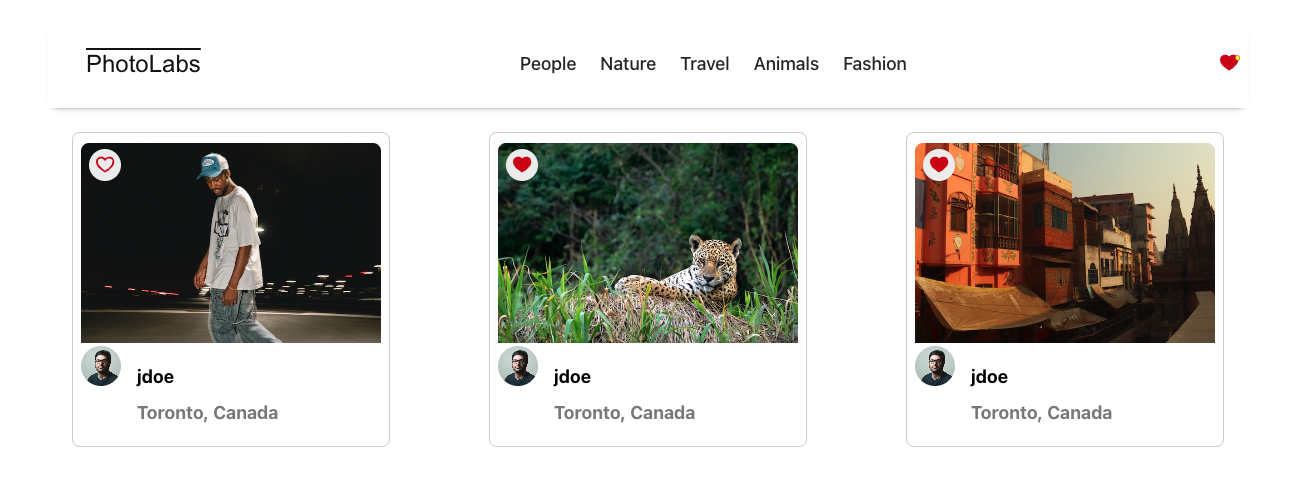 PhotoLabs
People Nature Travel Animals Fashion
jdoe
Toronto, Canada
jdoe
Toronto, Canada
jdoe
Toronto, Canada